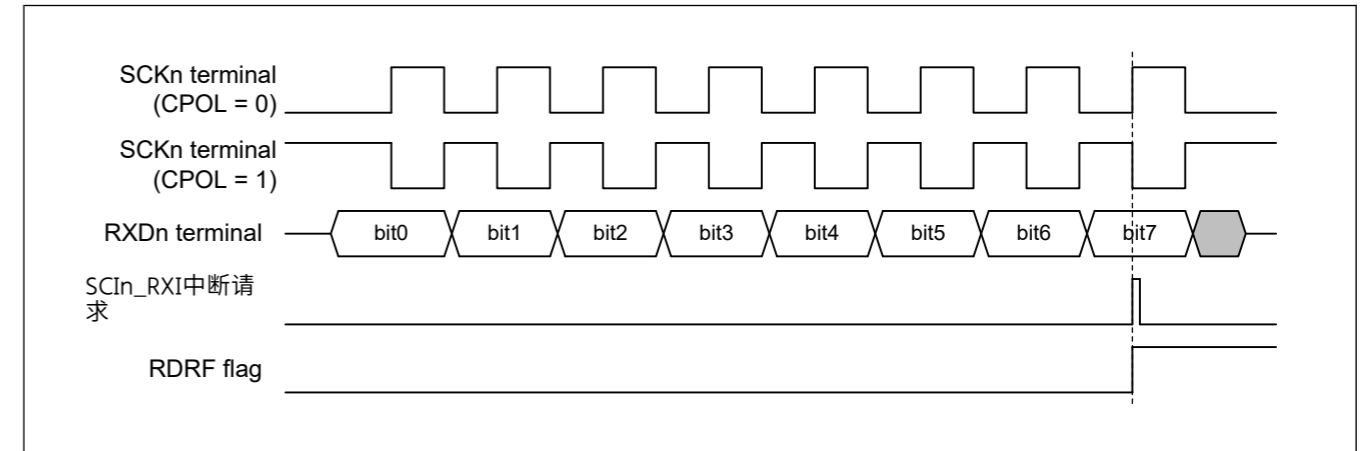 SCKn terminal
(CPOL = 0)
SCKn terminal
(CPOL = 1)
RXDn terminal
bit0 bit1 bit2 bit3 bit4 bit5 bit6 bit7
SCIn_RXI中断请
求
RDRF flag